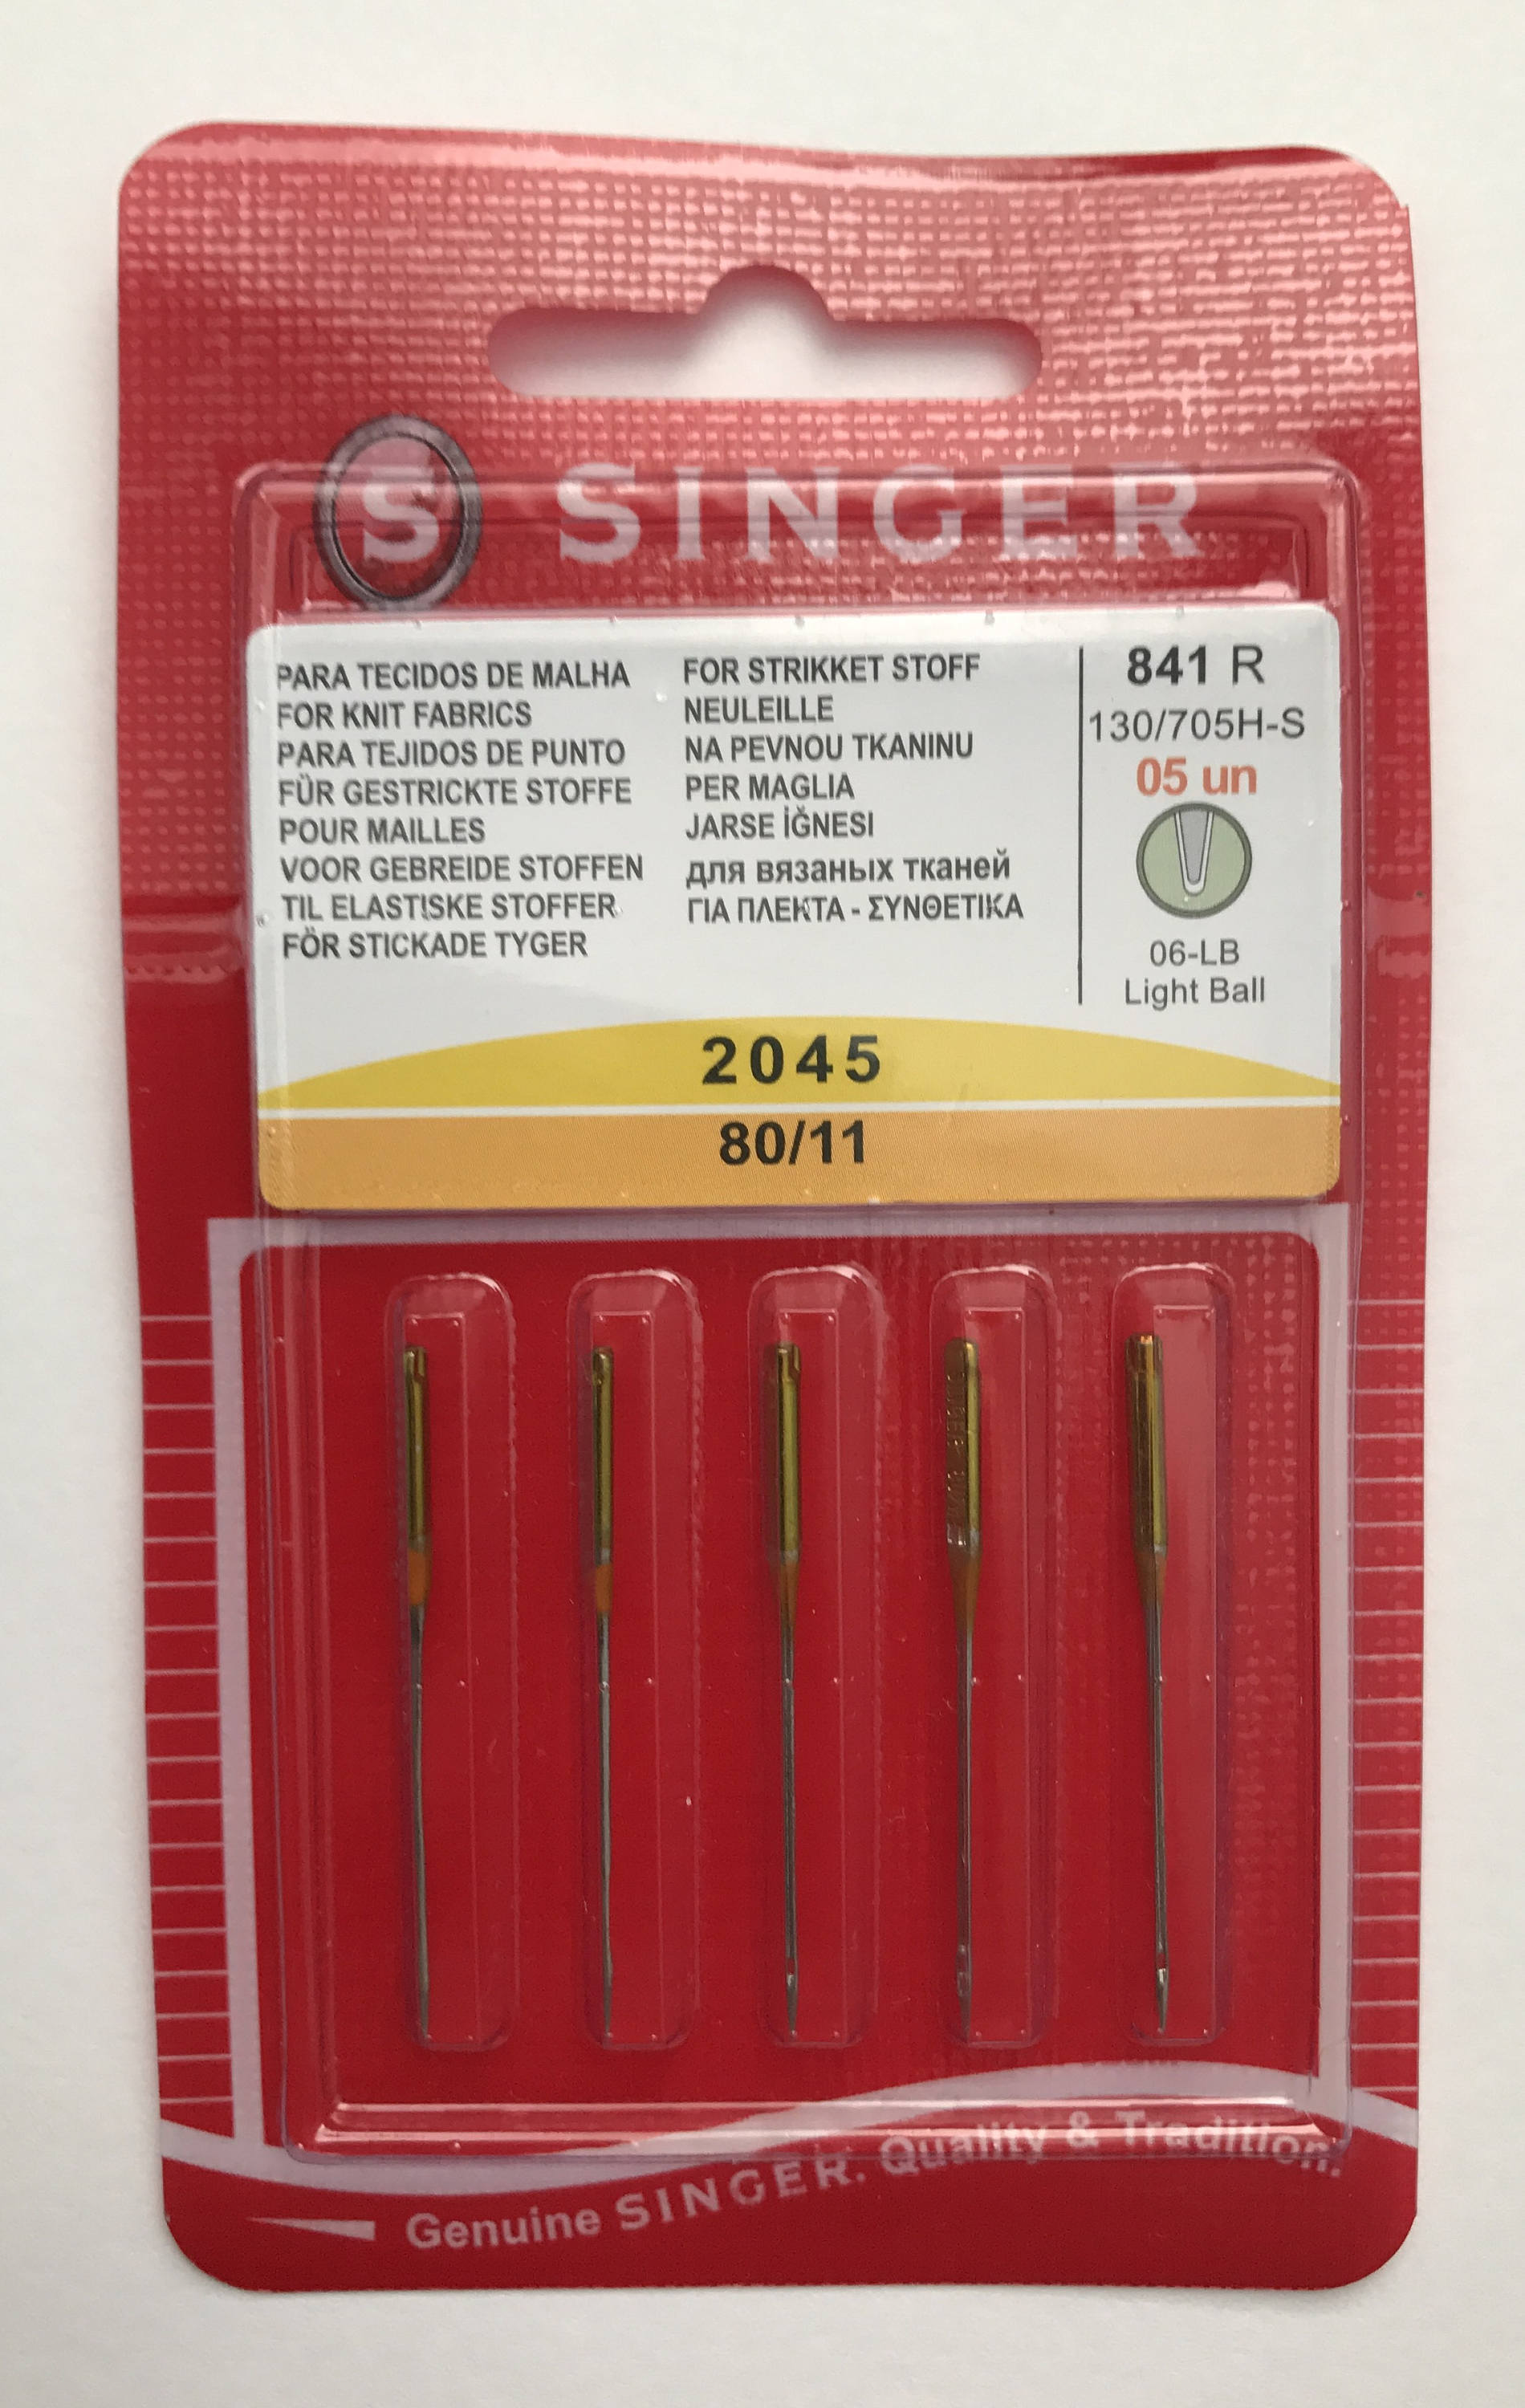 S SINGER
PARA TECIDOS DE MALHA
FOR KNIT FABRICS
PARA TEJIDOS DE PUNTO
FÜR GESTRICKTE STOFFE
POUR MAILLES
VOOR GEBREIDE STOFFEN
TIL ELASTISKE STOFFER
FÖR STICKADE TYGER
FOR STRIKKET STOFF
NEULEILLE
NA PEVNOU TKANINU
PER MAGLIA
JARSE İĞNESI
для вязаных тканей
ΓΙΑ ΠΛΕΚΤΑ - ΣΥΝΘΕΤΙΚΑ
841 R
130/705H-S
05 un
06-LB
Light Ball
2045
80/11
Genuine SINGER. Quality & Tradition.